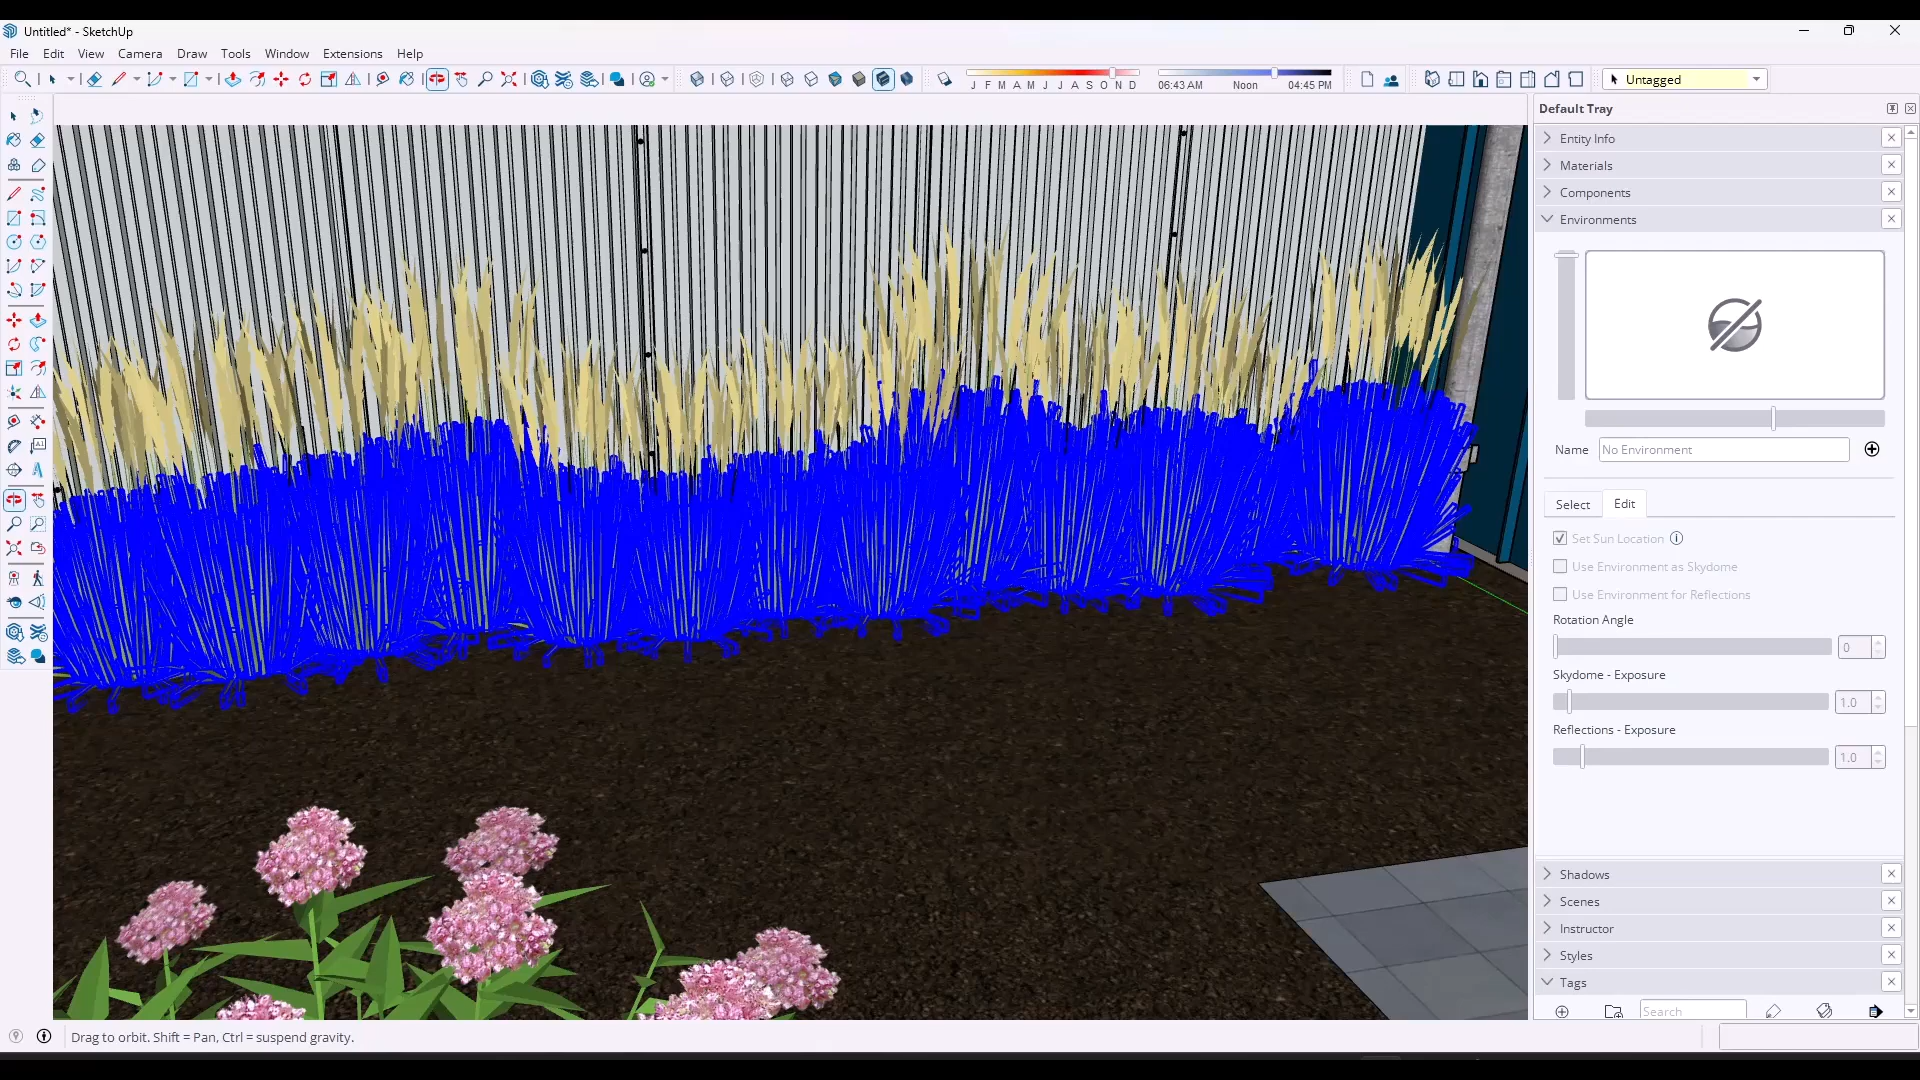 Untitled* - SketchUp
File Edit View Camera Draw Tools Window Extensions Help
J F M A M J J A S O N D
06:43 AM Noon 04:45 PM
Untagged
Default Tray
Entity Info
Materials
Components
Environments
Name No Environment
Select Edit
Set Sun Location
Use Environment as Skydome
Use Environment for Reflections
Rotation Angle
0
Skydome - Exposure
1.0
Reflections - Exposure
1.0
Shadows
Scenes
Instructor
Styles
Tags
Search
Drag to orbit. Shift = Pan, Ctrl = suspend gravity.